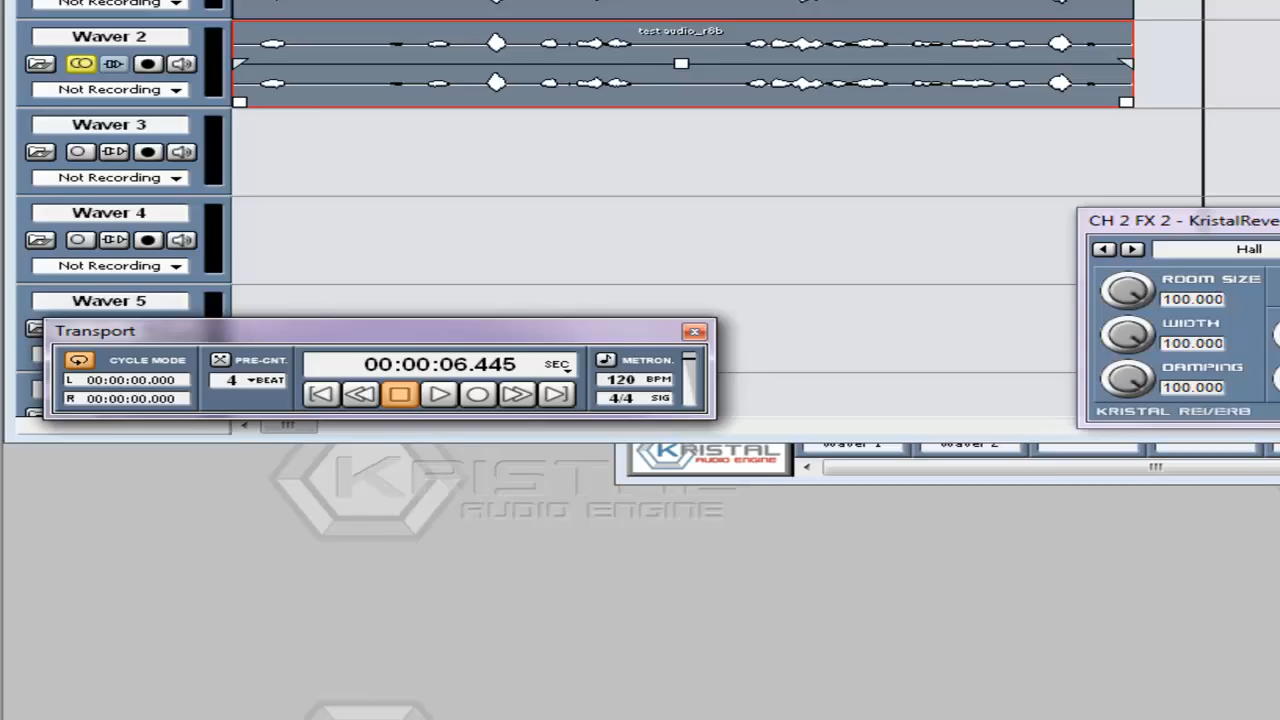 Not Recording
Waver 2
test audio_r8b
Not Recording
Waver 3
Not Recording
Waver 4
Not Recording
Waver 5
CH 2 FX 2 - KristalReve
Hall
ROOM SIZE
100.000
WIDTH
100.000
DAMPING
100.000
KRISTAL REVERB
Transport
CYCLE MODE
L 00:00:00.000
R 00:00:00.000
PRE-CNT.
4 BEAT
00:00:06.445 SEC
METRON.
120 BPM
4/4 SIG
Waver 1
Waver 2
KRISTAL
AUDIO ENGINE
KRISTAL
AUDIO ENGINE